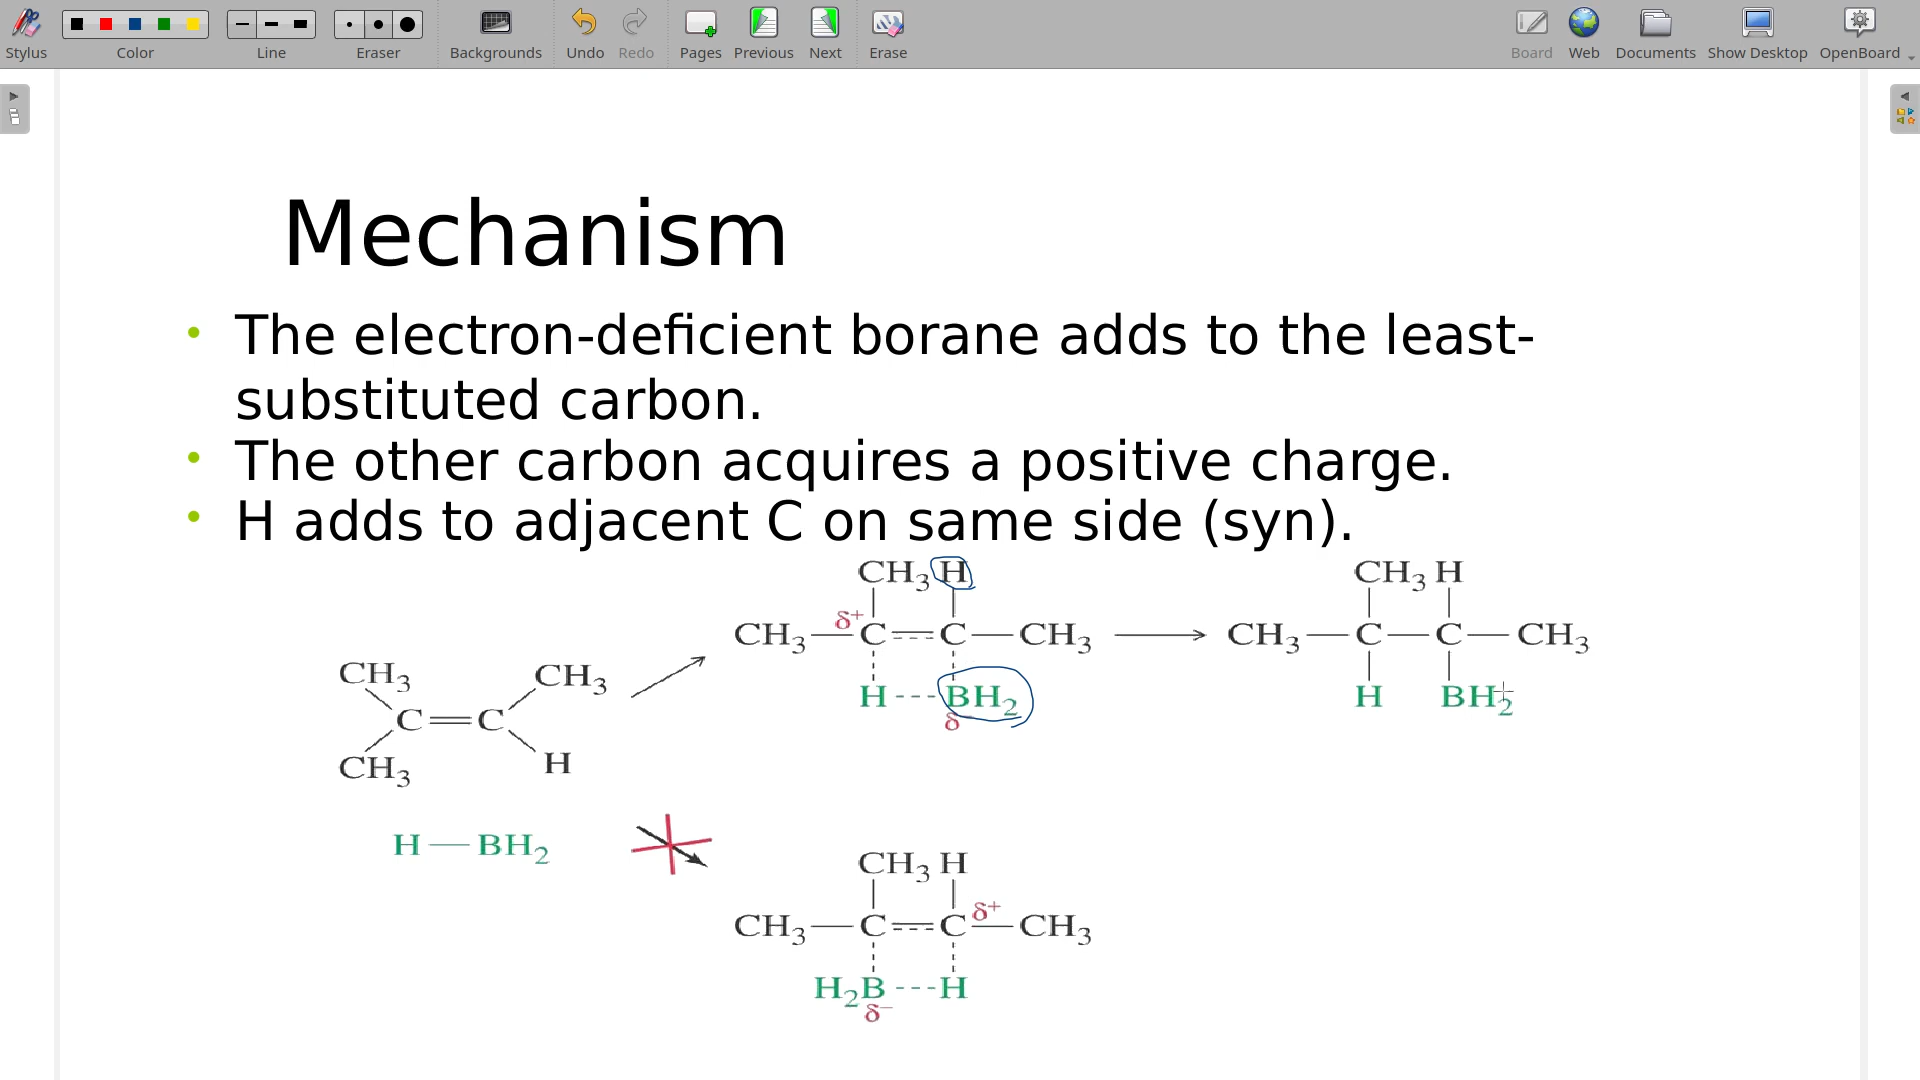 Stylus Color Line Eraser Backgrounds Undo Redo Pages Previous Next Erase Board Web Documents Show Desktop OpenBoard
Mechanism
• The electron-deficient borane adds to the least-
substituted carbon.
• The other carbon acquires a positive charge.
• H adds to adjacent C on same side (syn).
CH₃ H
δ⁺
CH₃—C==C—CH₃
H---BH₂
δ
CH₃ H
CH₃—C—C—CH₃
H BH₂
CH₃ CH₃
C=C
CH₃ H
H—BH₂
CH₃ H
δ⁺
CH₃—C==C—CH₃
H₂B---H
δ⁻